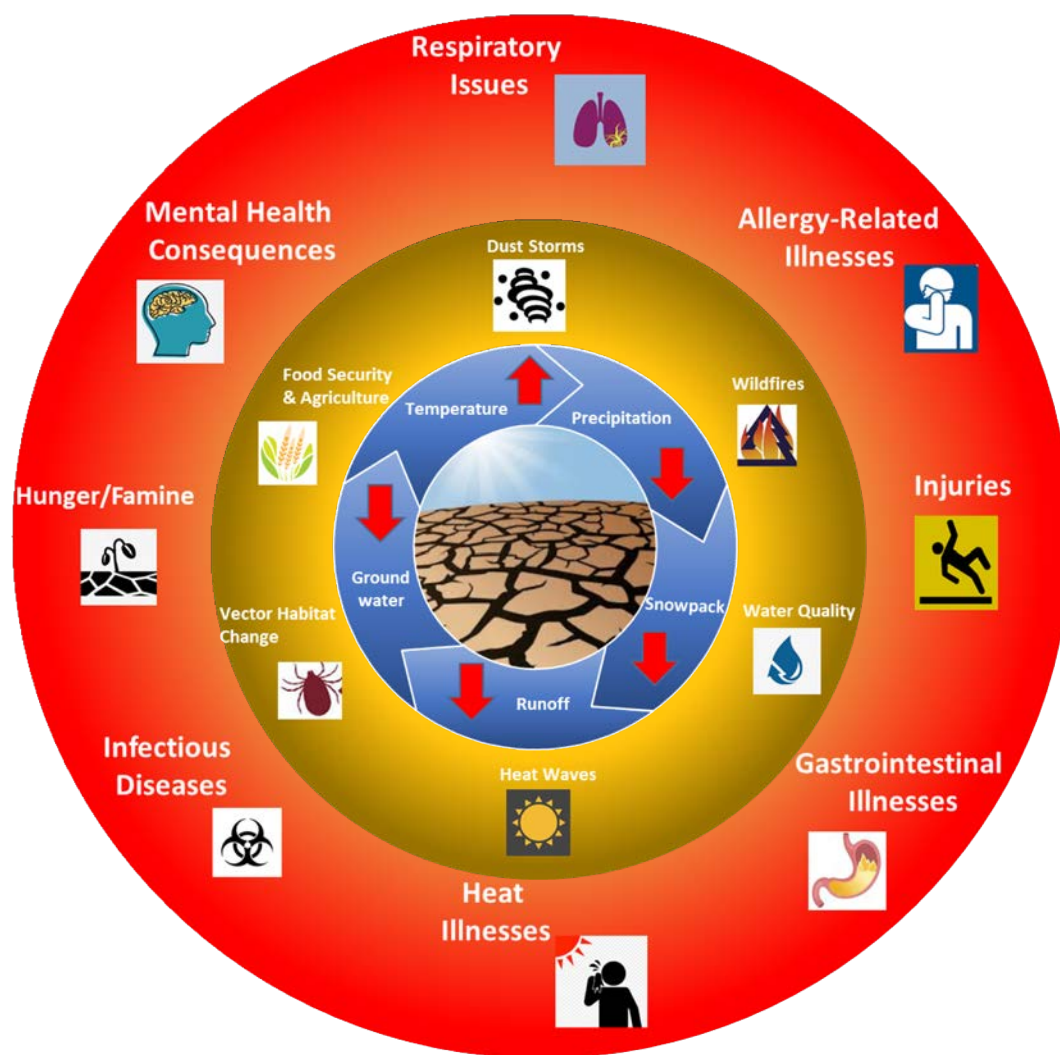 Respiratory
Issues
Mental Health
Consequences
Allergy-Related
Illnesses
Dust Storms
Food Security
& Agriculture
Wildfires
Temperature
Precipitation
Hunger/Famine
Injuries
Ground
water
Snowpack
Vector Habitat
Change
Water Quality
Runoff
Infectious
Diseases
Heat Waves
Gastrointestinal
Illnesses
Heat
Illnesses